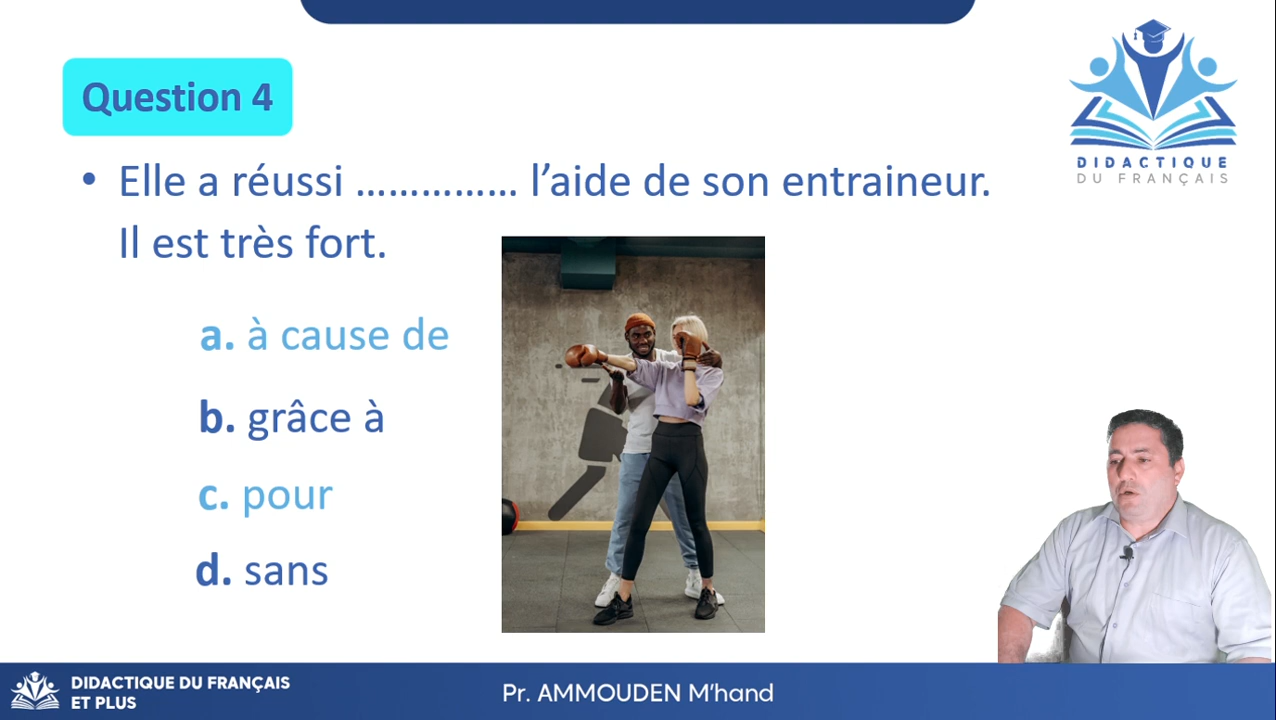 Question 4
DIDACTIQUE
DU FRANÇAIS
• Elle a réussi …………… l’aide de son entraineur.
Il est très fort.
a. à cause de
b. grâce à
c. pour
d. sans
DIDACTIQUE DU FRANÇAIS
ET PLUS
Pr. AMMOUDEN M’hand